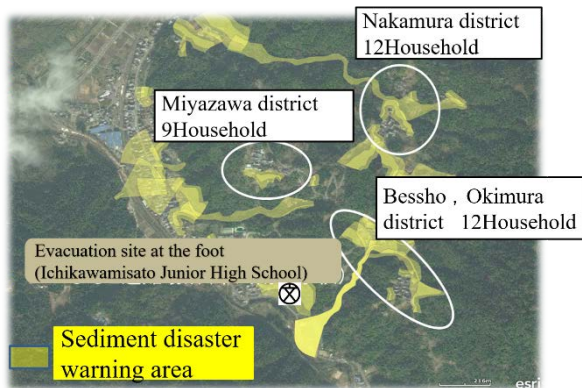 Nakamura district
12Household
Miyazawa district
9Household
Bessho , Okimura
district 12Household
Evacuation site at the foot
(Ichikawamisato Junior High School)
Sediment disaster
warning area
esri